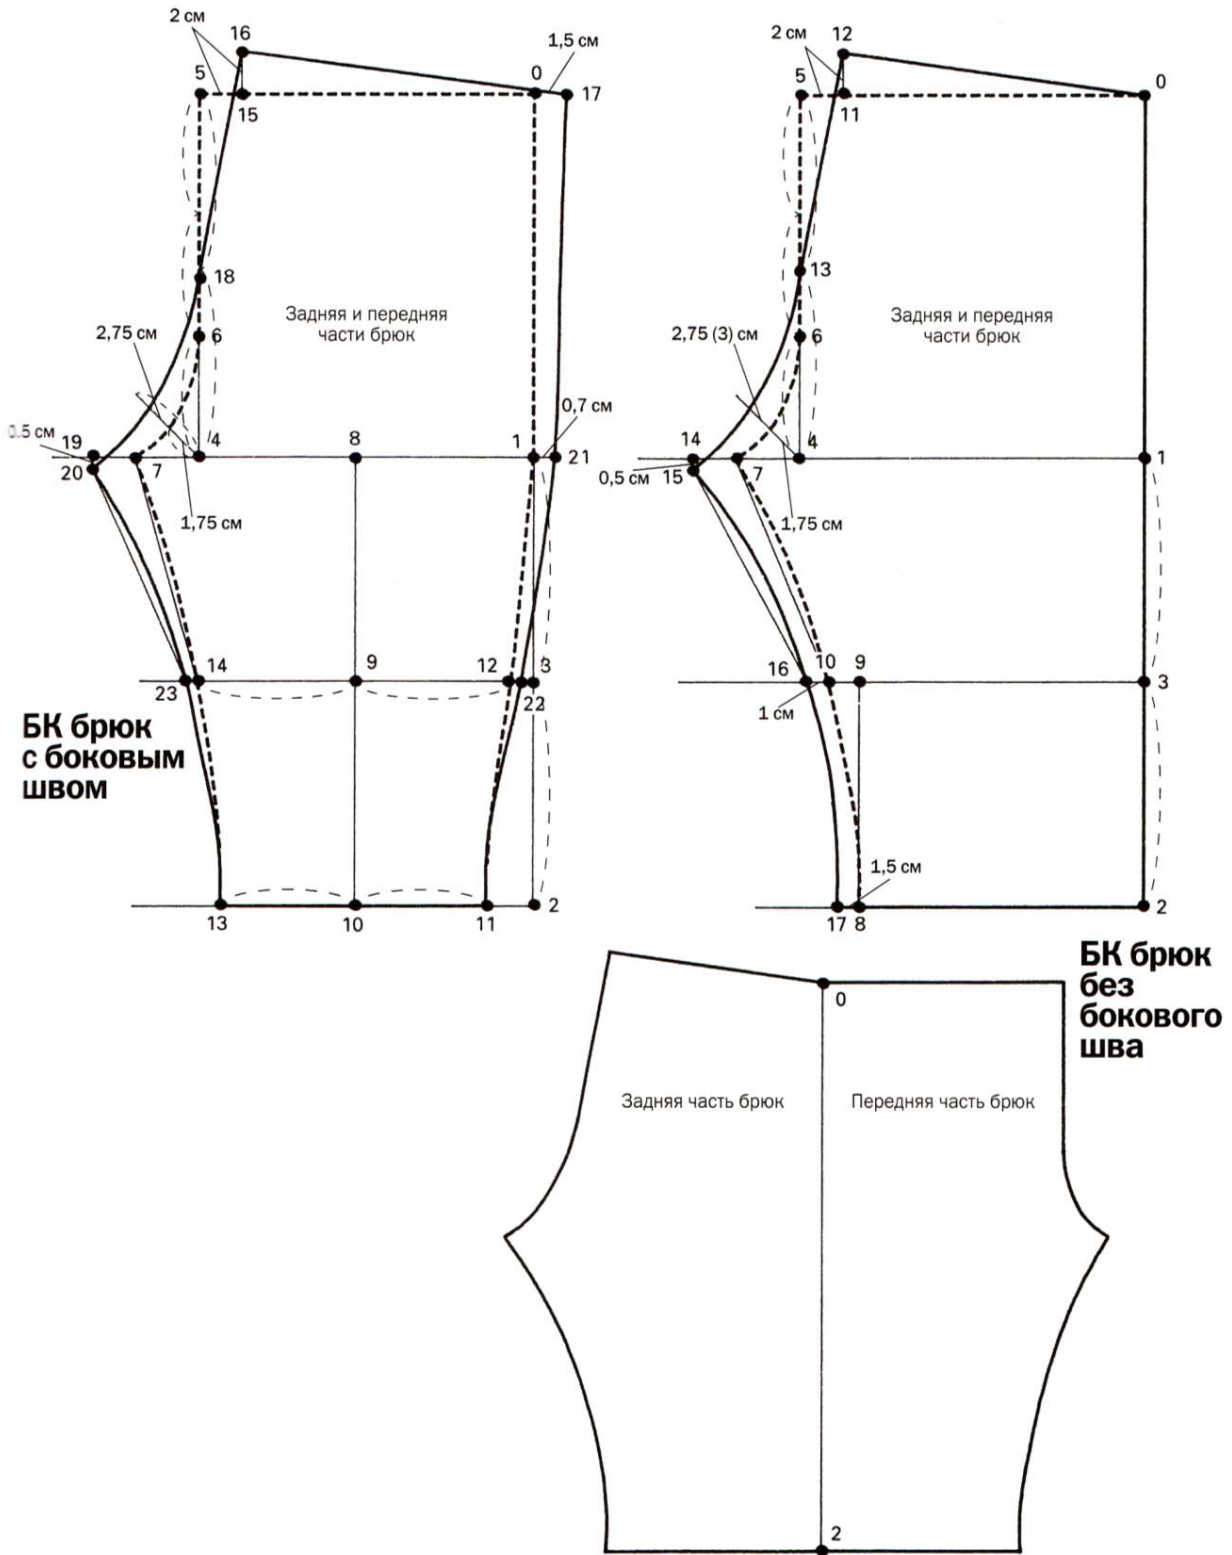 2 см
16
1,5 см
5
0
15
17
18
Задняя и передняя
части брюк
2,75 см
6
0,7 см
0.5 см
19
4
8
1
21
20
7
1,75 см
14
9
12
3
23
22
БК брюк
с боковым
швом
13
10
11
2
12
2 см
5
0
11
13
Задняя и передняя
части брюк
2,75 (3) см
6
14
4
1
0,5 см
15
7
1,75 см
16
10
9
3
1 см
1,5 см
17
8
2
БК брюк
без
бокового
шва
0
Задняя часть брюк
Передняя часть брюк
2